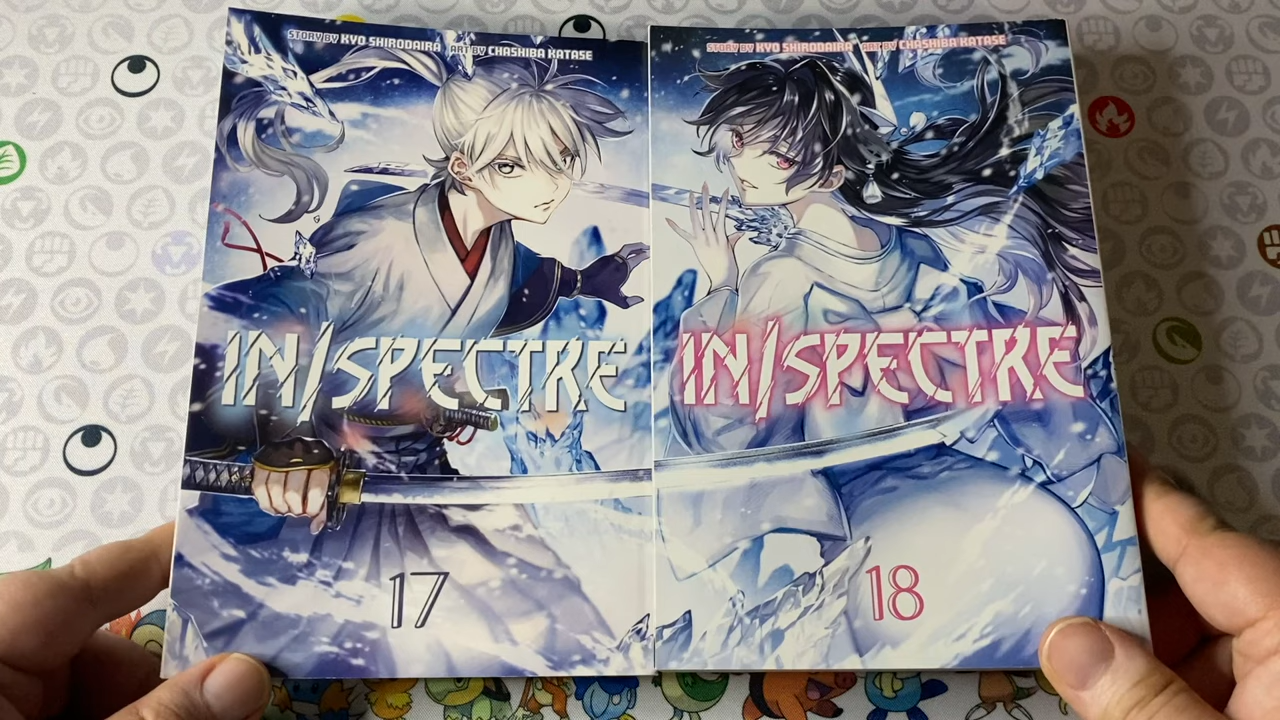 STORY BY KYO SHIRODAIRA ART BY CHASHIBA KATASE
IN/SPECTRE
17
STORY BY KYO SHIRODAIRA ART BY CHASHIBA KATASE
IN/SPECTRE
18